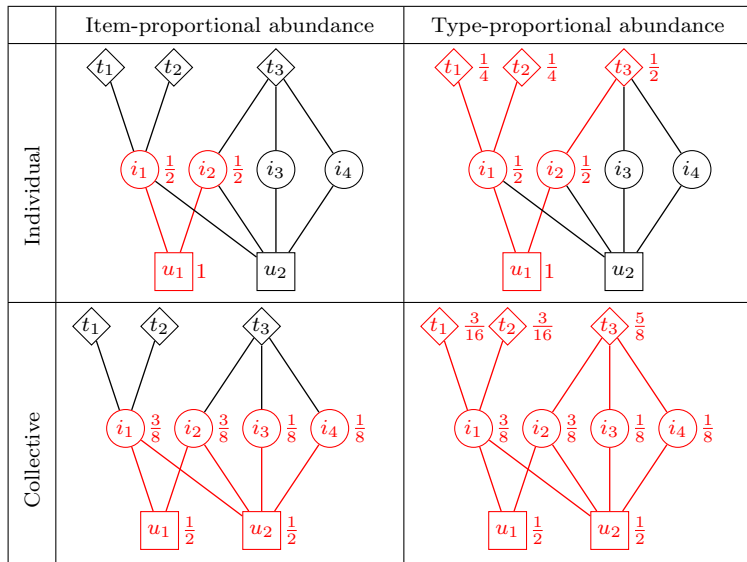 Item-proportional abundance Type-proportional abundance
Individual
t₁ t₂ t₃
i₁ 1/2 i₂ 1/2 i₃ i₄
u₁ 1 u₂
t₁ 1/4 t₂ 1/4 t₃ 1/2
i₁ 1/2 i₂ 1/2 i₃ i₄
u₁ 1 u₂
Collective
t₁ t₂ t₃
i₁ 3/8 i₂ 3/8 i₃ 1/8 i₄ 1/8
u₁ 1/2 u₂ 1/2
t₁ 3/16 t₂ 3/16 t₃ 5/8
i₁ 3/8 i₂ 3/8 i₃ 1/8 i₄ 1/8
u₁ 1/2 u₂ 1/2